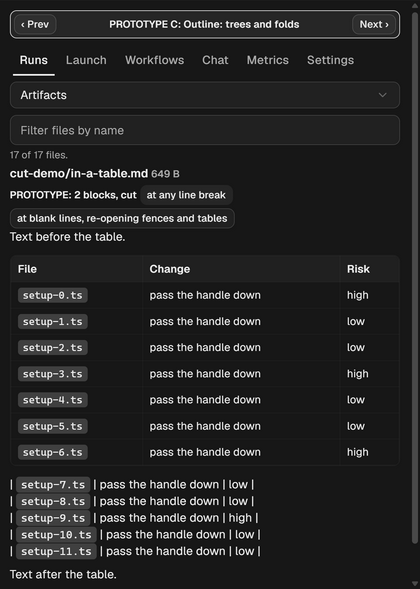 ‹ Prev PROTOTYPE C: Outline: trees and folds Next ›
Runs Launch Workflows Chat Metrics Settings
Artifacts
Filter files by name
17 of 17 files.
cut-demo/in-a-table.md 649 B
PROTOTYPE: 2 blocks, cut at any line break
at blank lines, re-opening fences and tables
Text before the table.
File Change Risk
setup-0.ts pass the handle down high
setup-1.ts pass the handle down low
setup-2.ts pass the handle down low
setup-3.ts pass the handle down high
setup-4.ts pass the handle down low
setup-5.ts pass the handle down low
setup-6.ts pass the handle down high
| setup-7.ts | pass the handle down | low |
| setup-8.ts | pass the handle down | low |
| setup-9.ts | pass the handle down | high |
| setup-10.ts | pass the handle down | low |
| setup-11.ts | pass the handle down | low |
Text after the table.